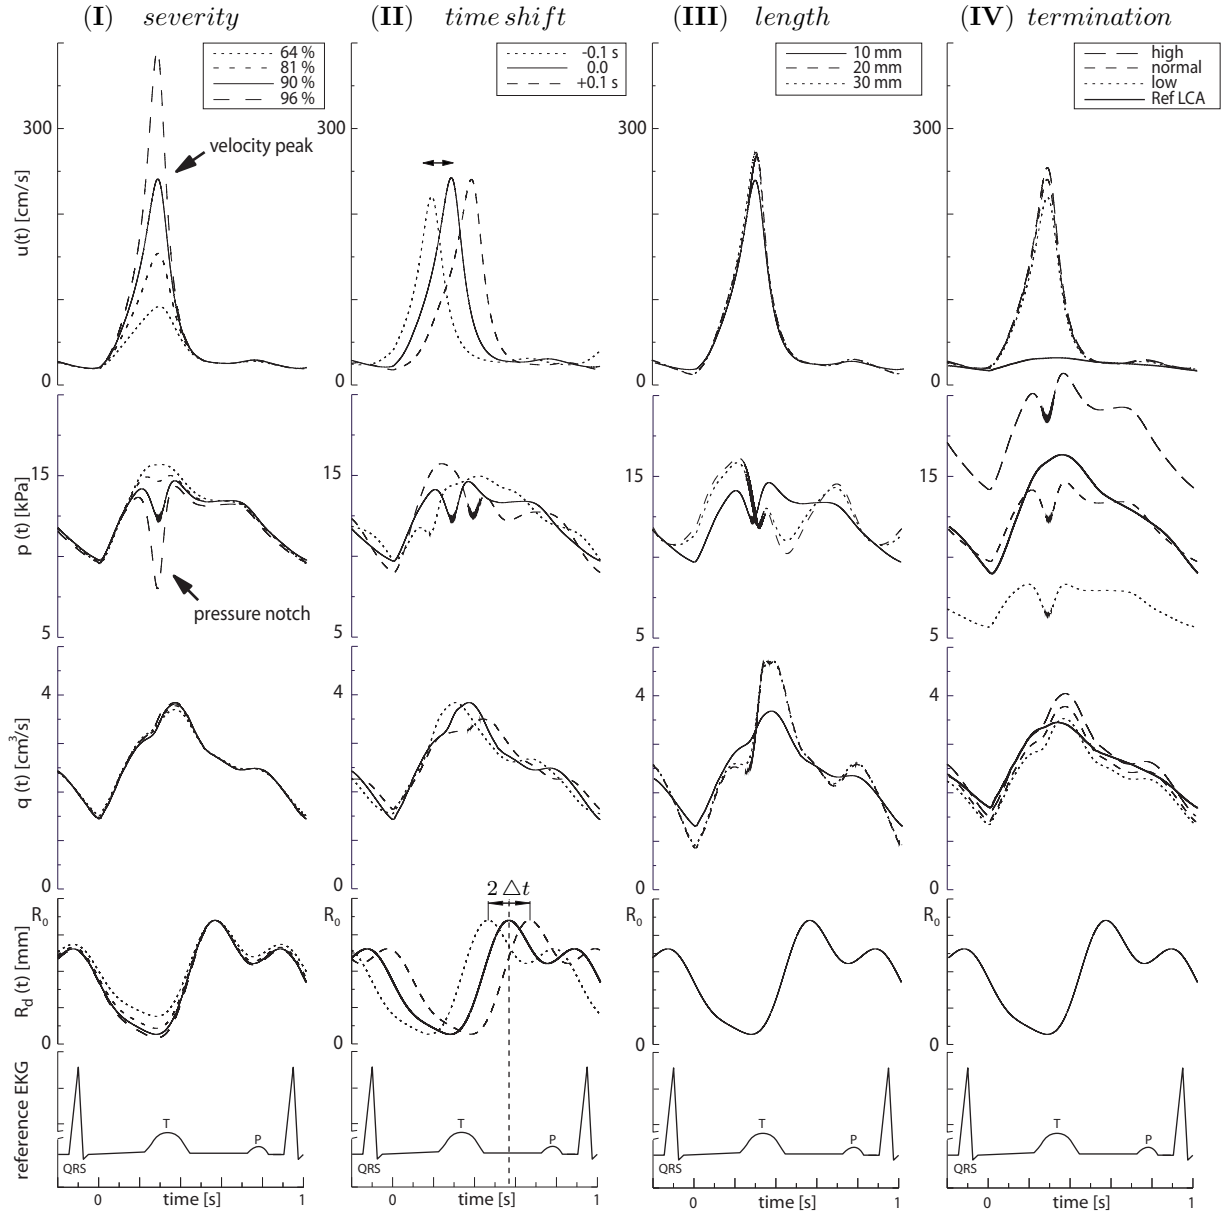 (I) severity
(II) time shift
(III) length
(IV) termination
64 %
81 %
90 %
96 %
-0.1 s
0.0
+0.1 s
10 mm
20 mm
30 mm
high
normal
low
Ref LCA
velocity peak
u(t) [cm/s]
300
0
300
0
300
0
300
0
p (t) [kPa]
15
5
15
5
15
5
15
5
pressure notch
q (t) [cm³/s]
4
2
0
4
2
0
4
2
0
4
2
0
2 △t
R_d (t) [mm]
R₀
0
R₀
0
R₀
0
R₀
0
reference EKG
QRS
T
P
QRS
T
P
QRS
T
P
QRS
T
P
0 time [s] 1
0 time [s] 1
0 time [s] 1
0 time [s] 1